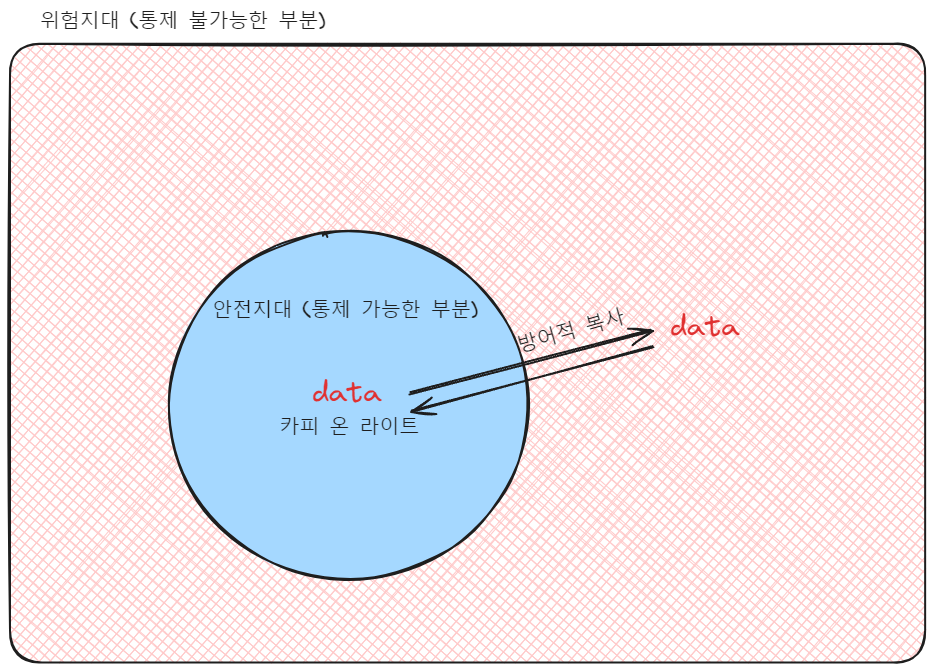 위험지대 (통제 불가능한 부분)
안전지대 (통제 가능한 부분)
방어적 복사
data
data
카피 온 라이트